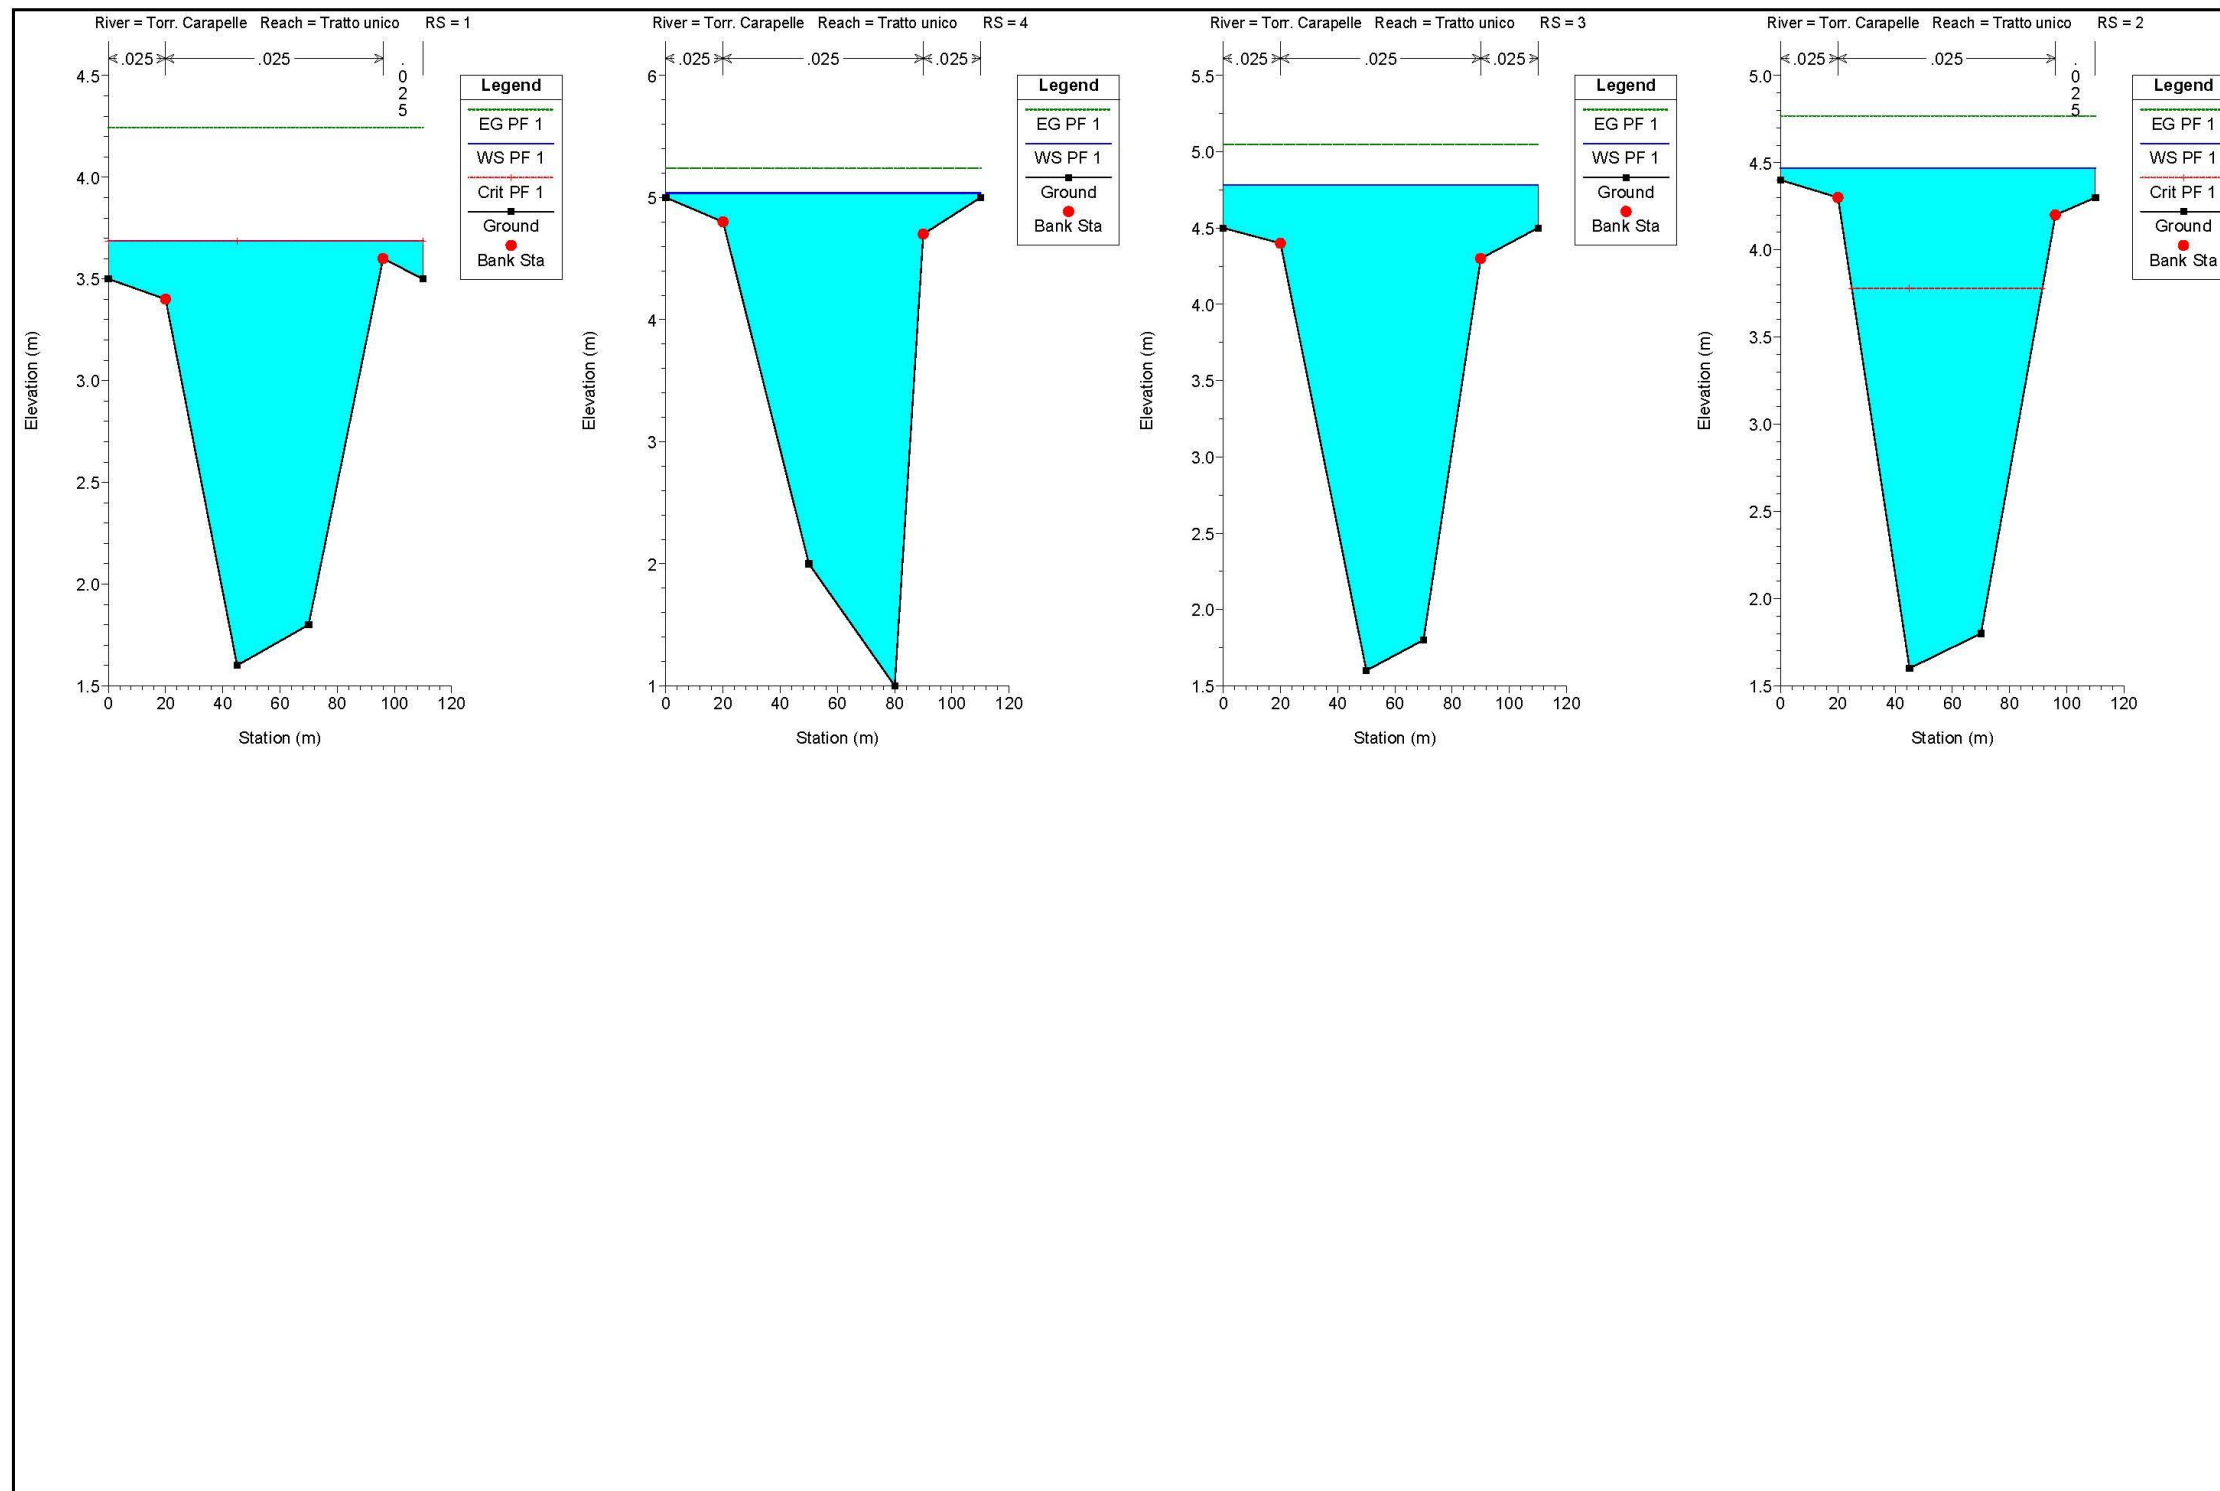 River = Torr. Carapelle   Reach = Tratto unico   RS = 1
.025
.025
.025
4.5
4.0
3.5
3.0
2.5
2.0
1.5
0 20 40 60 80 100 120
Elevation (m)
Station (m)
Legend
EG PF 1
WS PF 1
Crit PF 1
Ground
Bank Sta
River = Torr. Carapelle   Reach = Tratto unico   RS = 4
.025
.025
.025
6
5
4
3
2
1
0 20 40 60 80 100 120
Elevation (m)
Station (m)
Legend
EG PF 1
WS PF 1
Ground
Bank Sta
River = Torr. Carapelle   Reach = Tratto unico   RS = 3
.025
.025
.025
5.5
5.0
4.5
4.0
3.5
3.0
2.5
2.0
1.5
0 20 40 60 80 100 120
Elevation (m)
Station (m)
Legend
EG PF 1
WS PF 1
Ground
Bank Sta
River = Torr. Carapelle   Reach = Tratto unico   RS = 2
.025
.025
.025
5.0
4.5
4.0
3.5
3.0
2.5
2.0
1.5
0 20 40 60 80 100 120
Elevation (m)
Station (m)
Legend
EG PF 1
WS PF 1
Crit PF 1
Ground
Bank Sta